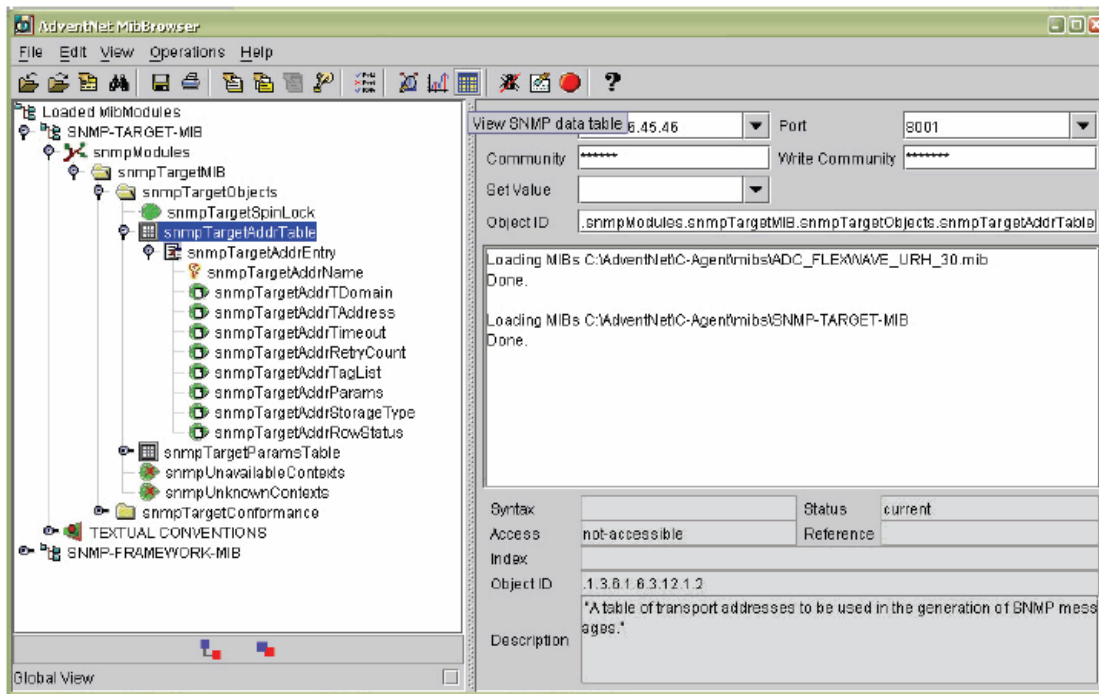 AdventNet MibBrowser
File Edit View Operations Help
Loaded MibModules
SNMP-TARGET-MIB
snmpModules
snmpTargetMIB
snmpTargetObjects
snmpTargetSpinLock
snmpTargetAddrTable
snmpTargetAddrEntry
snmpTargetAddrName
snmpTargetAddrTDomain
snmpTargetAddrTAddress
snmpTargetAddrTimeout
snmpTargetAddrRetryCount
snmpTargetAddrTagList
snmpTargetAddrParams
snmpTargetAddrStorageType
snmpTargetAddrRowStatus
snmpTargetParamsTable
snmpUnavailableContexts
snmpUnknownContexts
snmpTargetConformance
TEXTUAL CONVENTIONS
SNMP-FRAMEWORK-MIB
Global View
View SNMP data table 6.45.46 Port 8001
Community ****** Write Community *******
Set Value
Object ID .snmpModules.snmpTargetMIB.snmpTargetObjects.snmpTargetAddrTable
Loading MIBs C:\AdventNet\C-Agent\mibs\ADC_FLEXWAVE_URH_30.mib
Done.
Loading MIBs C:\AdventNet\C-Agent\mibs\SNMP-TARGET-MIB
Done.
Syntax Status current
Access not-accessible Reference
Index
Object ID .1.3.6.1.6.3.12.1.2
Description "A table of transport addresses to be used in the generation of SNMP mess
ages."